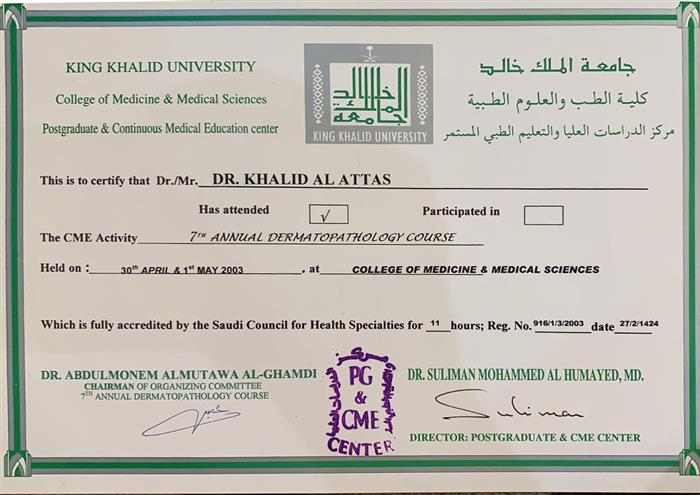 KING KHALID UNIVERSITY
College of Medicine & Medical Sciences
Postgraduate & Continuous Medical Education center
جامعة الملك خالد
KING KHALID UNIVERSITY
جامعة الملك خالد
كلية الطب والعلوم الطبية
مركز الدراسات العليا والتعليم الطبي المستمر
This is to certify that Dr./Mr. DR. KHALID AL ATTAS
Has attended √ Participated in
The CME Activity 7TH ANNUAL DERMATOPATHOLOGY COURSE
Held on : 30th APRIL & 1st MAY 2003 . at COLLEGE OF MEDICINE & MEDICAL SCIENCES
Which is fully accredited by the Saudi Council for Health Specialties for 11 hours; Reg. No. 916/1/3/2003 date 27/2/1424
DR. ABDULMONEM ALMUTAWA AL-GHAMDI
CHAIRMAN OF ORGANIZING COMMITTEE
7TH ANNUAL DERMATOPATHOLOGY COURSE
PG
&
CME
CENTER
DR. SULIMAN MOHAMMED AL HUMAYED, MD.
Suliman
DIRECTOR: POSTGRADUATE & CME CENTER